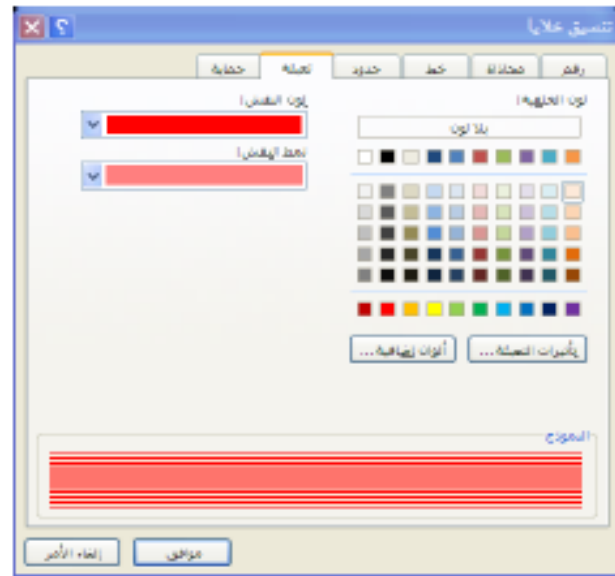 تنسيق خلايا
رقم محاذاة خط حدود تعبئة حماية
لون الخلفية:
لون النقش:
بلا لون
نمط النقش:
تأثيرات التعبئة...
ألوان إضافية...
النموذج
موافق
إلغاء الأمر